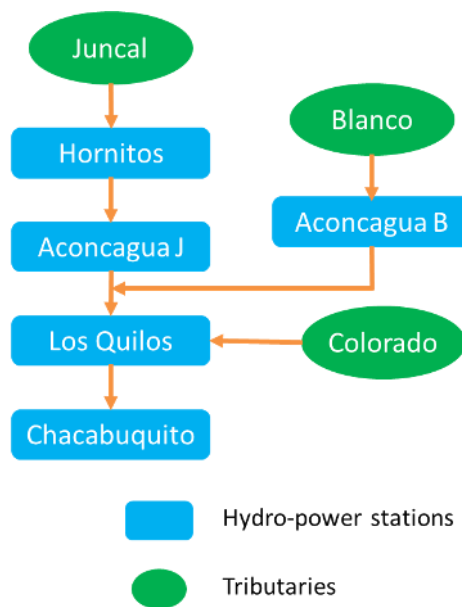 Juncal
Blanco
Hornitos
Aconcagua J
Aconcagua B
Los Quilos
Colorado
Chacabuquito
Hydro-power stations
Tributaries